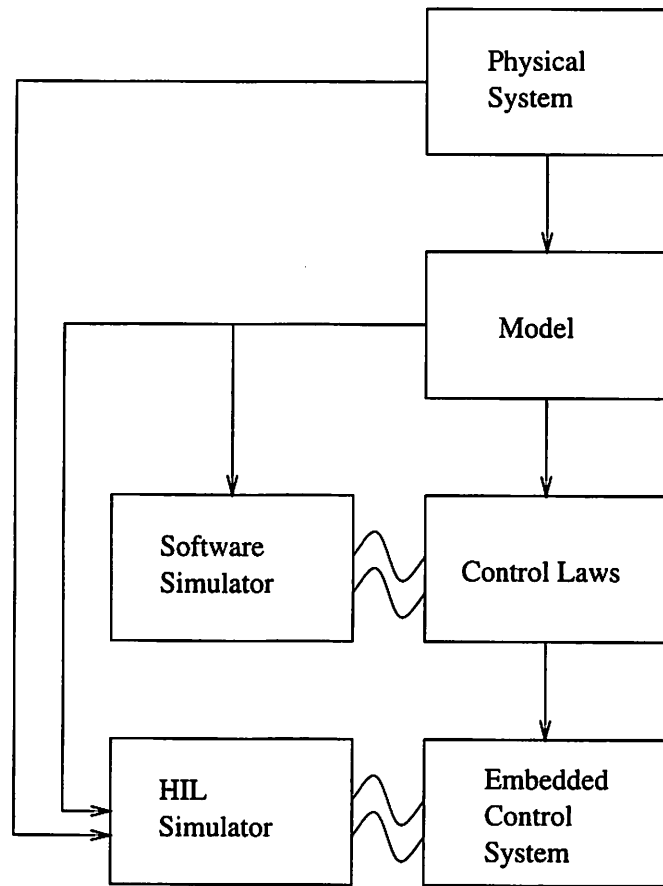 Physical
System
Model
Software
Simulator
Control Laws
HIL
Simulator
Embedded
Control
System